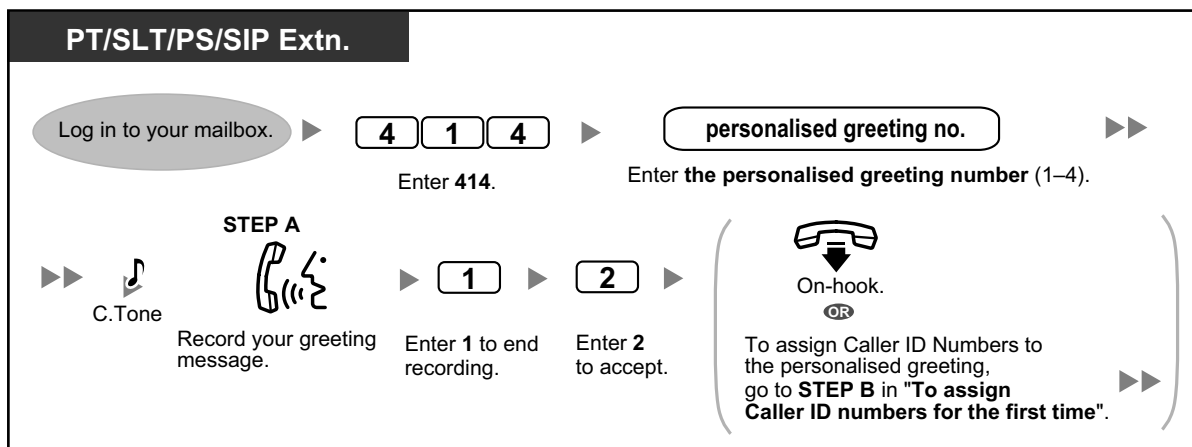 PT/SLT/PS/SIP Extn.
Log in to your mailbox.
4 1 4
personalised greeting no.
Enter 414.
Enter the personalised greeting number (1–4).
STEP A
C.Tone
Record your greeting
message.
1
Enter 1 to end
recording.
2
Enter 2
to accept.
On-hook.
OR
To assign Caller ID Numbers to
the personalised greeting,
go to STEP B in "To assign
Caller ID numbers for the first time".